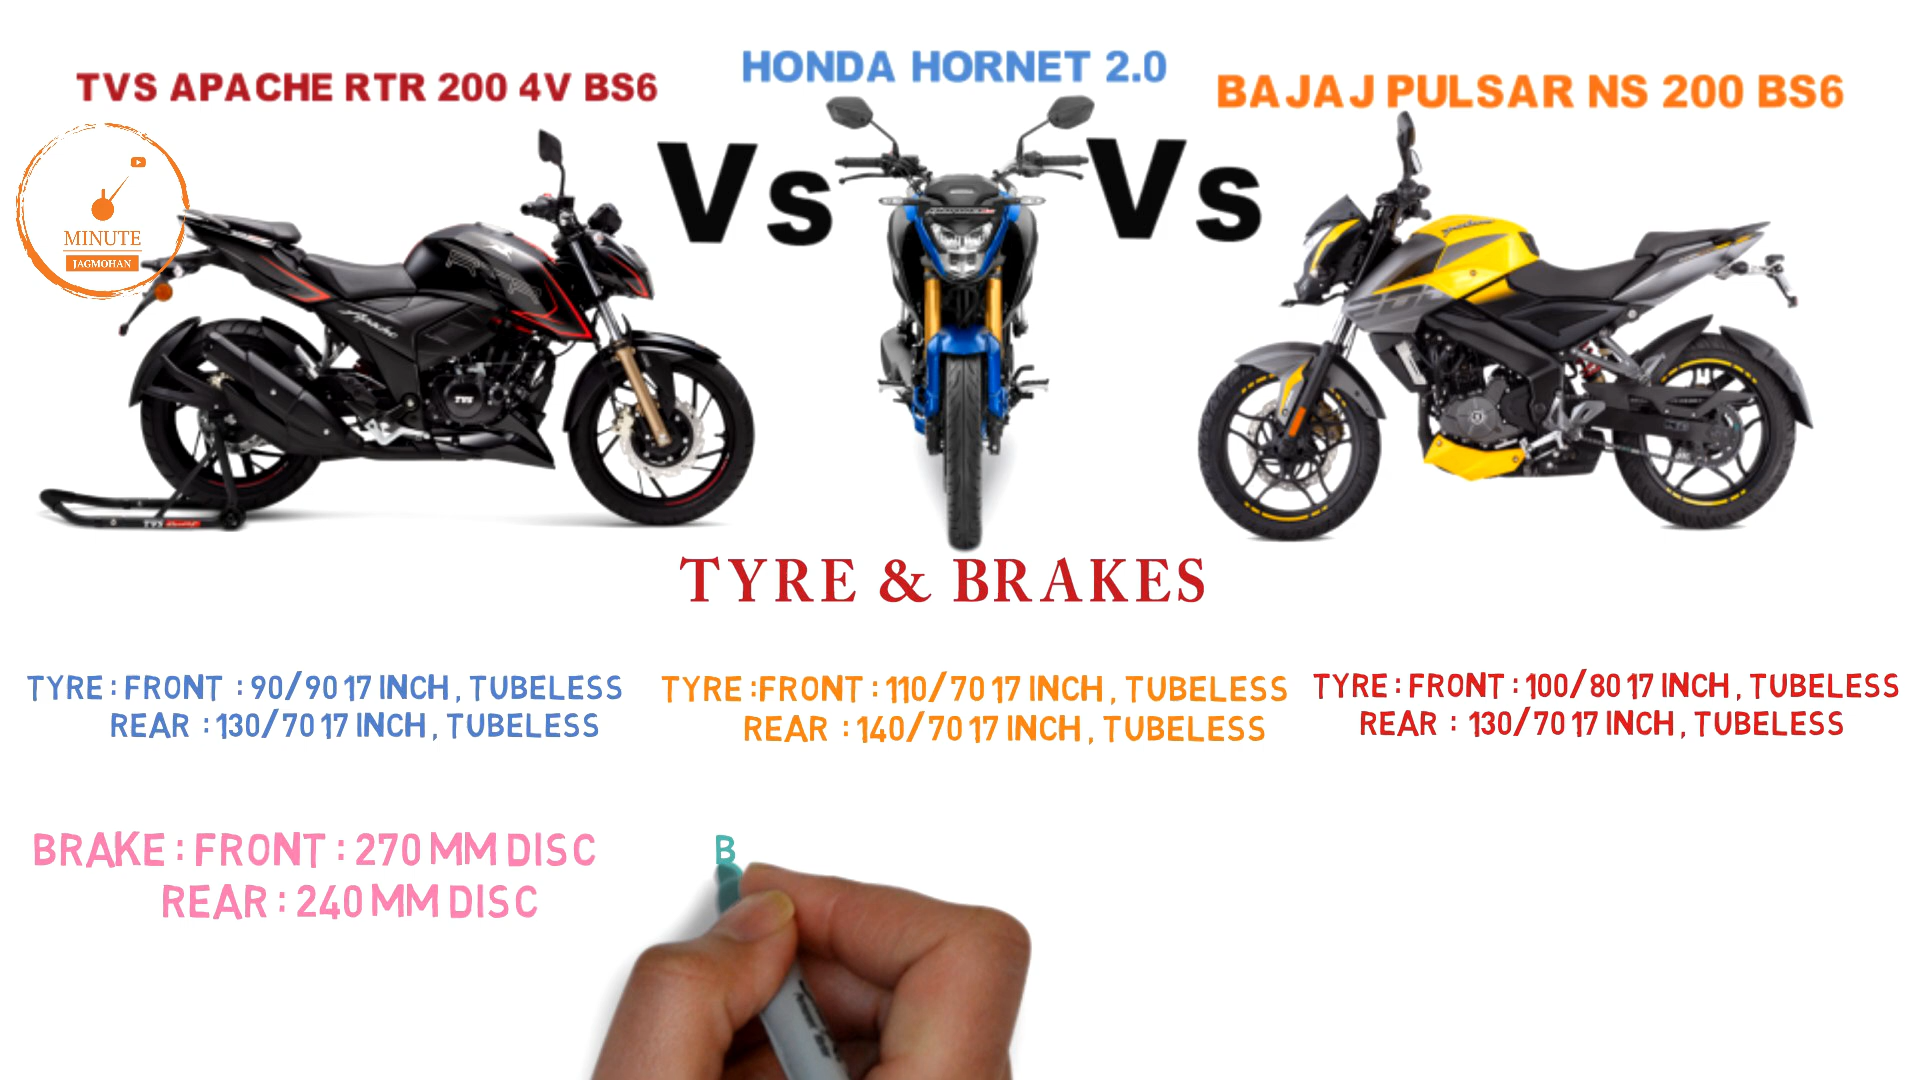 TVS APACHE RTR 200 4V BS6
HONDA HORNET 2.0
BAJAJ PULSAR NS 200 BS6
Vs
Vs
MINUTE
JAGMOHAN
Apache
TVS
TVS
TYRE & BRAKES
TYRE : FRONT : 90/90 17 INCH , TUBELESS
REAR : 130/70 17 INCH , TUBELESS
TYRE :FRONT : 110/70 17 INCH , TUBELESS
REAR : 140/70 17 INCH , TUBELESS
TYRE : FRONT : 100/80 17 INCH , TUBELESS
REAR : 130/70 17 INCH , TUBELESS
BRAKE : FRONT : 270 MM DISC
REAR : 240 MM DISC
B